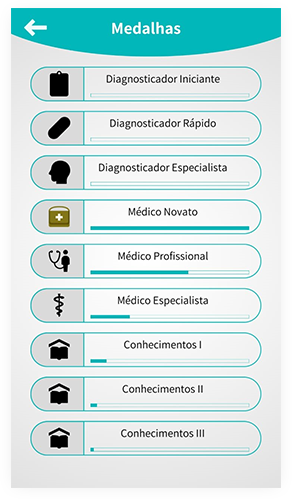 Medalhas
Diagnosticador Iniciante
Diagnosticador Rápido
Diagnosticador Especialista
Médico Novato
Médico Profissional
Médico Especialista
Conhecimentos I
Conhecimentos II
Conhecimentos III